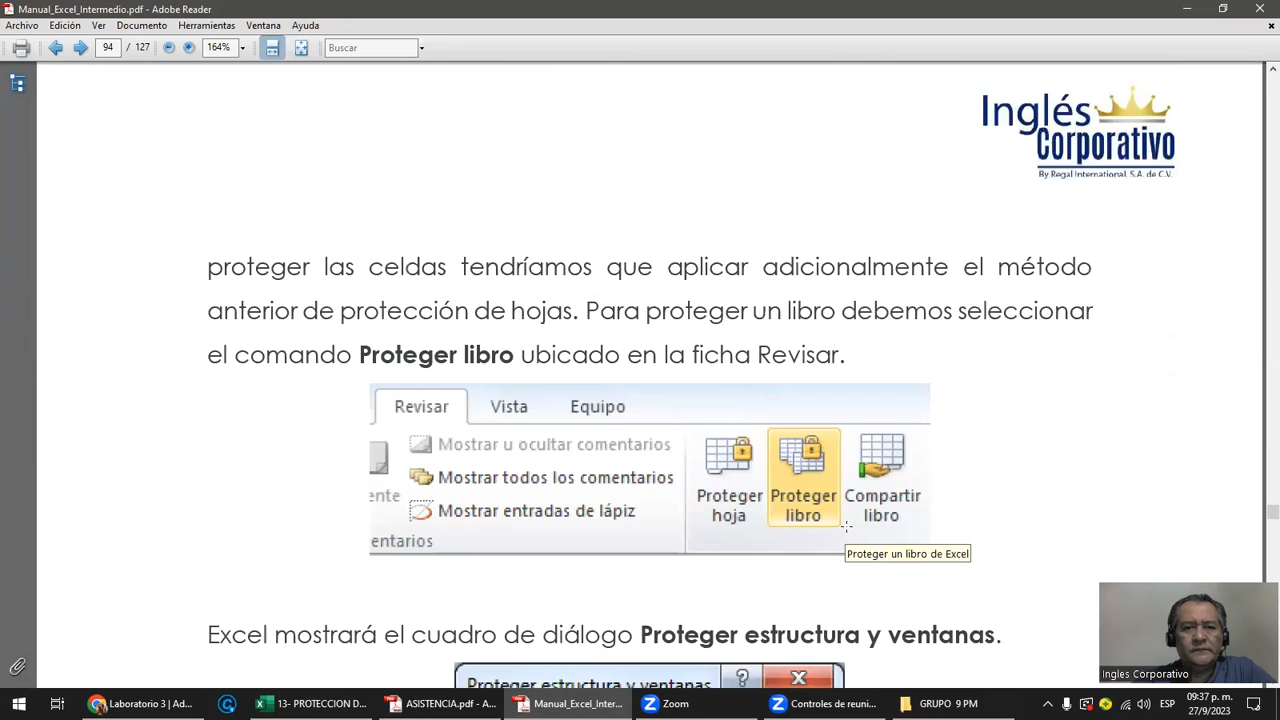 Manual_Excel_Intermedio.pdf - Adobe Reader
Archivo Edición Ver Documento Herramientas Ventana Ayuda
94 / 127 164% Buscar
Inglés
Corporativo
By Regal International, S.A. de C.V.
proteger las celdas tendríamos que aplicar adicionalmente el método
anterior de protección de hojas. Para proteger un libro debemos seleccionar
el comando Proteger libro ubicado en la ficha Revisar.
Revisar Vista Equipo
Mostrar u ocultar comentarios
Mostrar todos los comentarios
Mostrar entradas de lápiz
ente
entarios
Proteger hoja
Proteger libro
Compartir libro
Proteger un libro de Excel
Excel mostrará el cuadro de diálogo Proteger estructura y ventanas.
Proteger estructura y ventanas ?
Ingles Corporativo
Laboratorio 3 | Ad... 13- PROTECCION D... ASISTENCIA.pdf - A... Manual_Excel_Inter... Zoom Controles de reuni... GRUPO 9 PM ESP 09:37 p. m.
27/9/2023